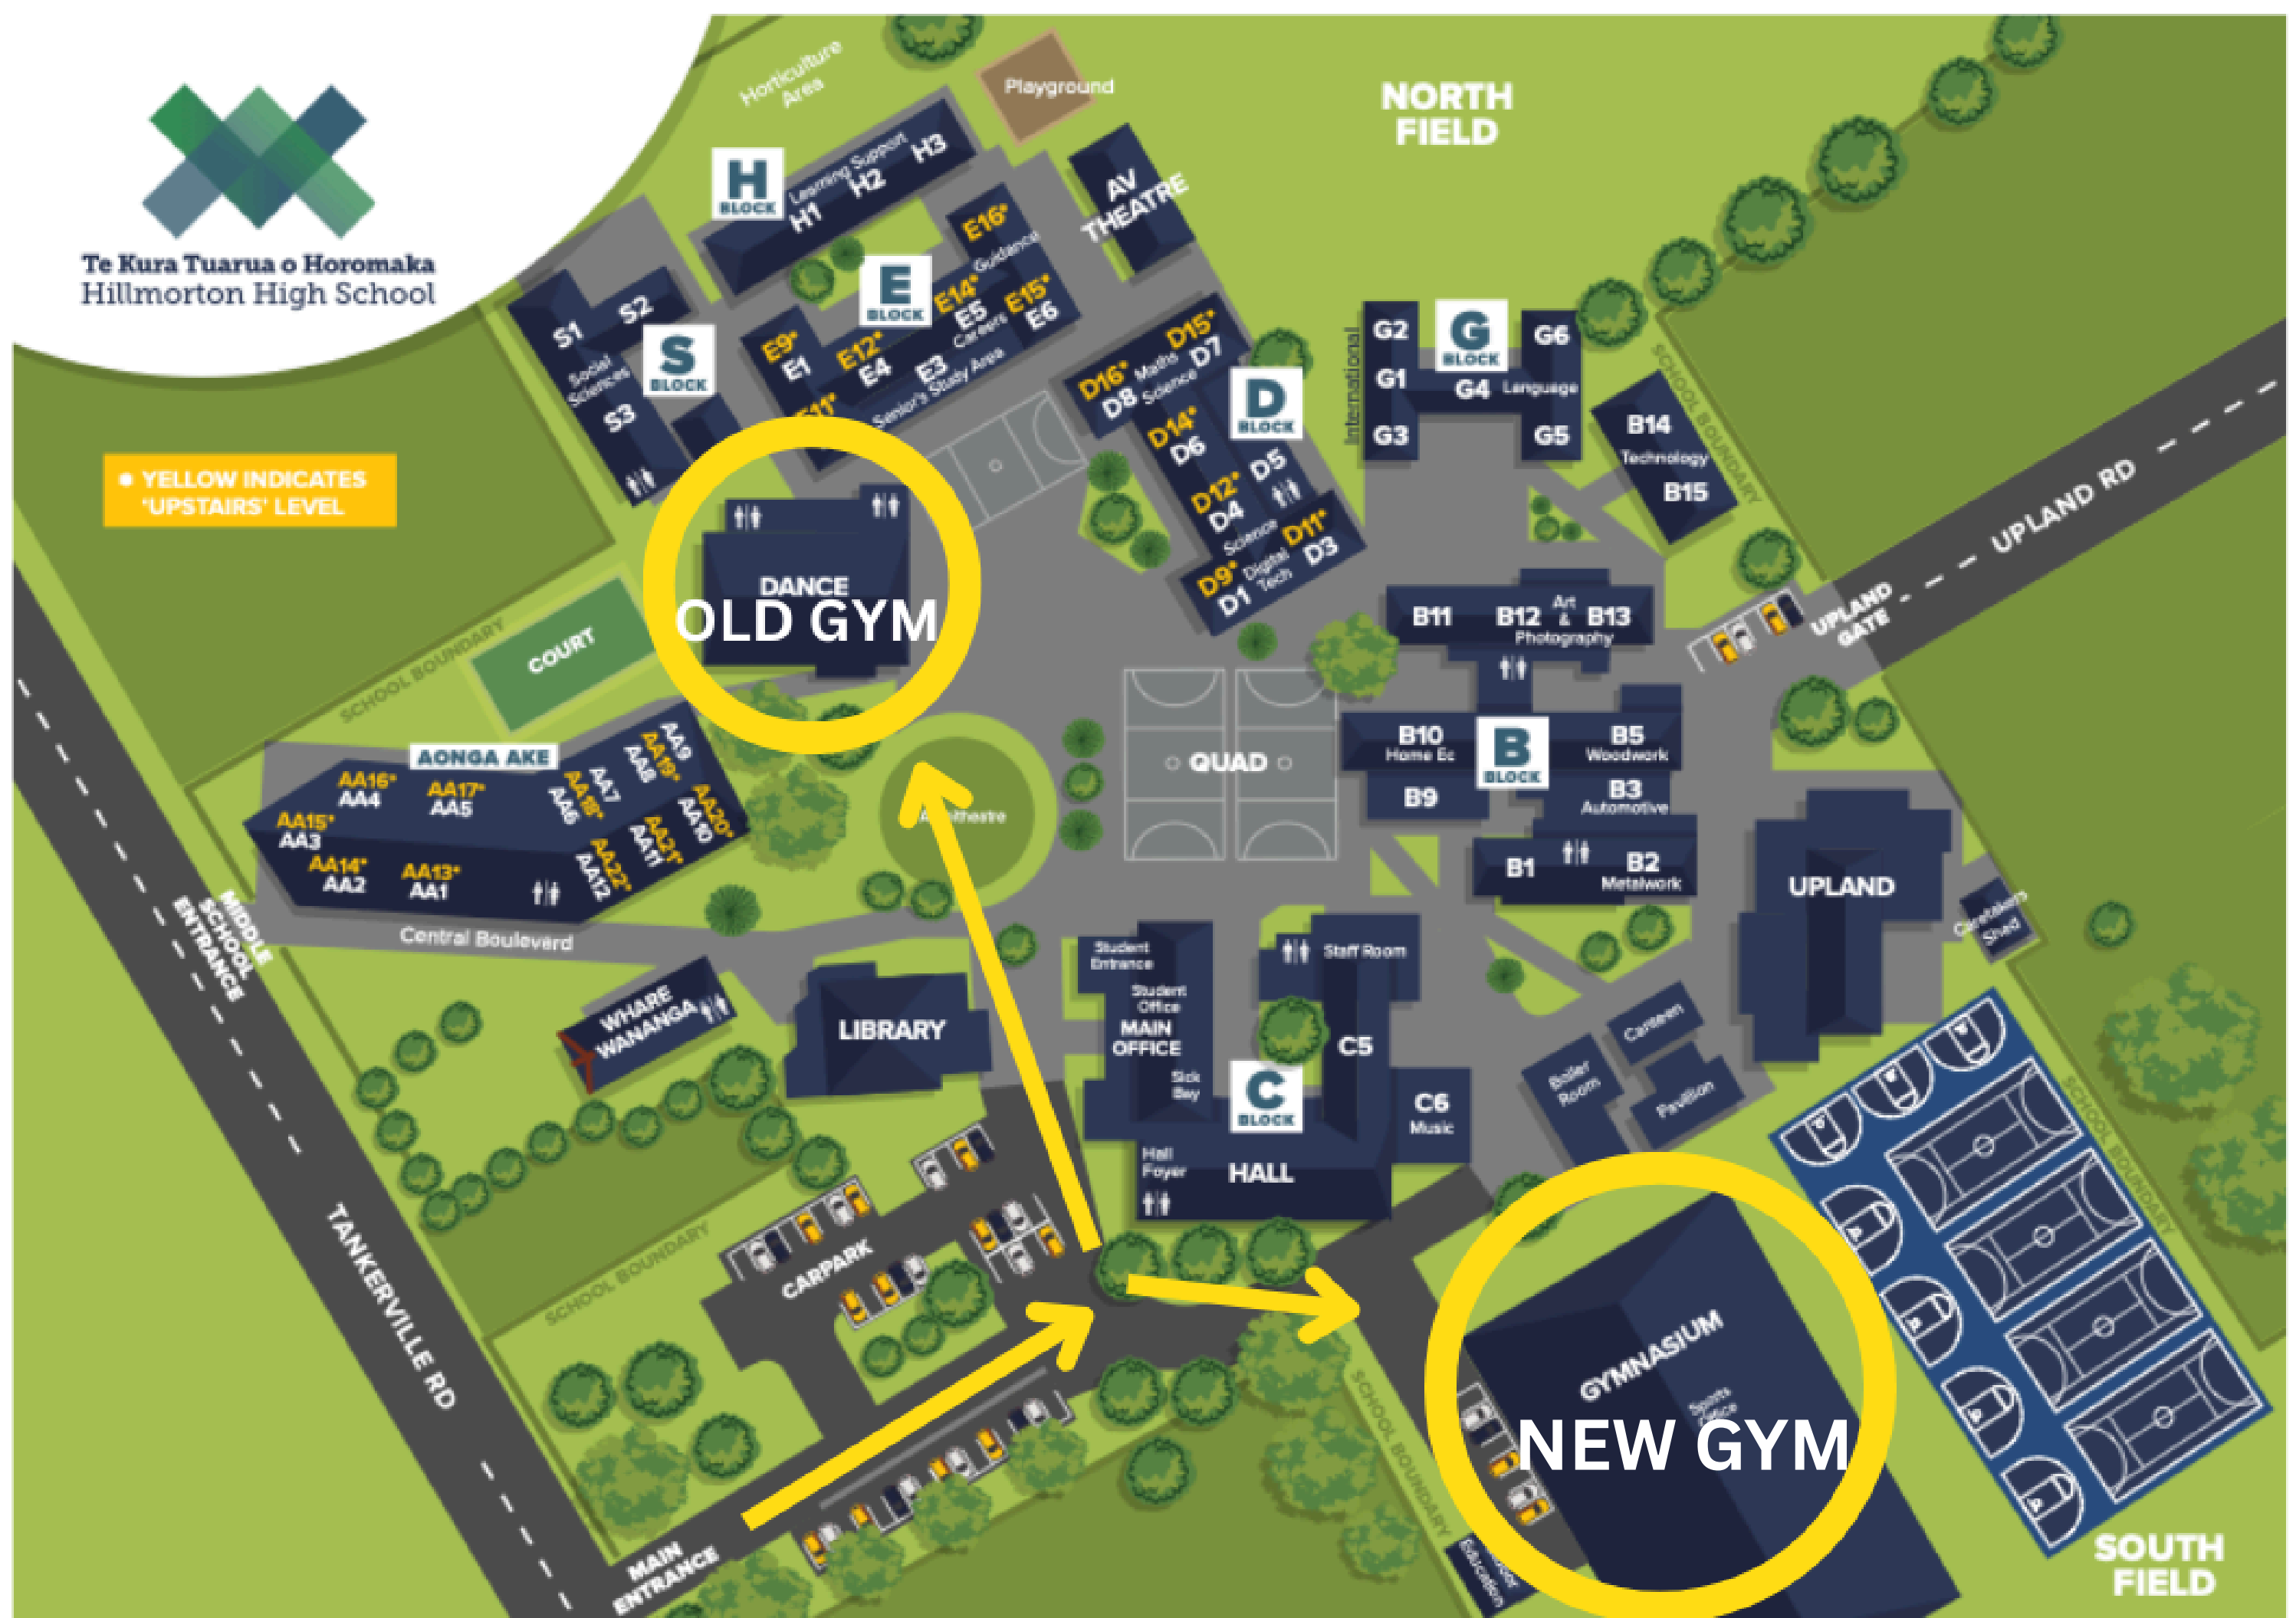 Te Kura Tuarua o Horomaka
Hillmorton High School
YELLOW INDICATES
'UPSTAIRS' LEVEL
Horticulture
Area
Playground
NORTH
FIELD
H
BLOCK
Learning Support
H1
H2
H3
AV
THEATRE
S1
S2
Social
Sciences
S3
S
BLOCK
E
BLOCK
E16*
Guidance
E14*
E5
Careers
E15*
E6
E9*
E1
E12*
E4
E3
Senior's Study Area
E11*
D15*
D7
Maths
Science
D16*
D8
D14*
D6
D
BLOCK
D5
D12*
D4
Science
D11*
D3
D9*
D1
Digital
Tech
International
G2
G1
G3
G
BLOCK
G6
G4
Language
G5
B14
Technology
B15
SCHOOL BOUNDARY
UPLAND RD
UPLAND
GATE
DANCE
OLD GYM
COURT
SCHOOL BOUNDARY
AONGA AKE
AA16*
AA4
AA17*
AA5
AA15*
AA3
AA14*
AA2
AA13*
AA1
AA18*
AA6
AA7
AA19*
AA8
AA9
AA20*
AA10
AA21*
AA11
AA22*
AA12
MIDDLE
SCHOOL
ENTRANCE
Central Boulevard
QUAD
B11
B12
Art
&
Photography
B13
B10
Home Ec
B
BLOCK
B5
Woodwork
B9
B3
Automotive
B1
B2
Metalwork
UPLAND
Caretakers
Shed
WHARE
WANANGA
LIBRARY
Student
Entrance
Student
Office
MAIN
OFFICE
Sick
Bay
Staff Room
C5
C
BLOCK
C6
Music
Hall
Foyer
HALL
Boiler
Room
Canteen
Pavilion
SCHOOL BOUNDARY
TANKERVILLE RD
SCHOOL BOUNDARY
CARPARK
MAIN
ENTRANCE
SCHOOL BOUNDARY
GYMNASIUM
Sports
NEW GYM
Education
SOUTH
FIELD